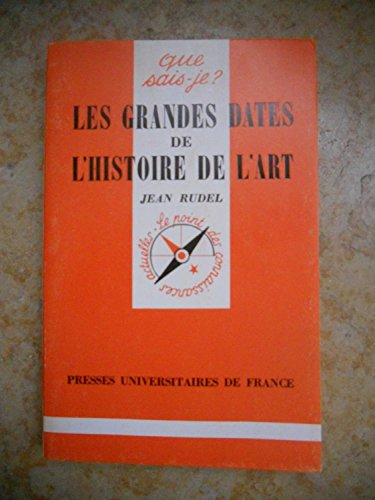 que
sais-je?
LES GRANDES DATES
DE
L'HISTOIRE DE L'ART
JEAN RUDEL
le point des connaissances actuelles
PRESSES UNIVERSITAIRES DE FRANCE